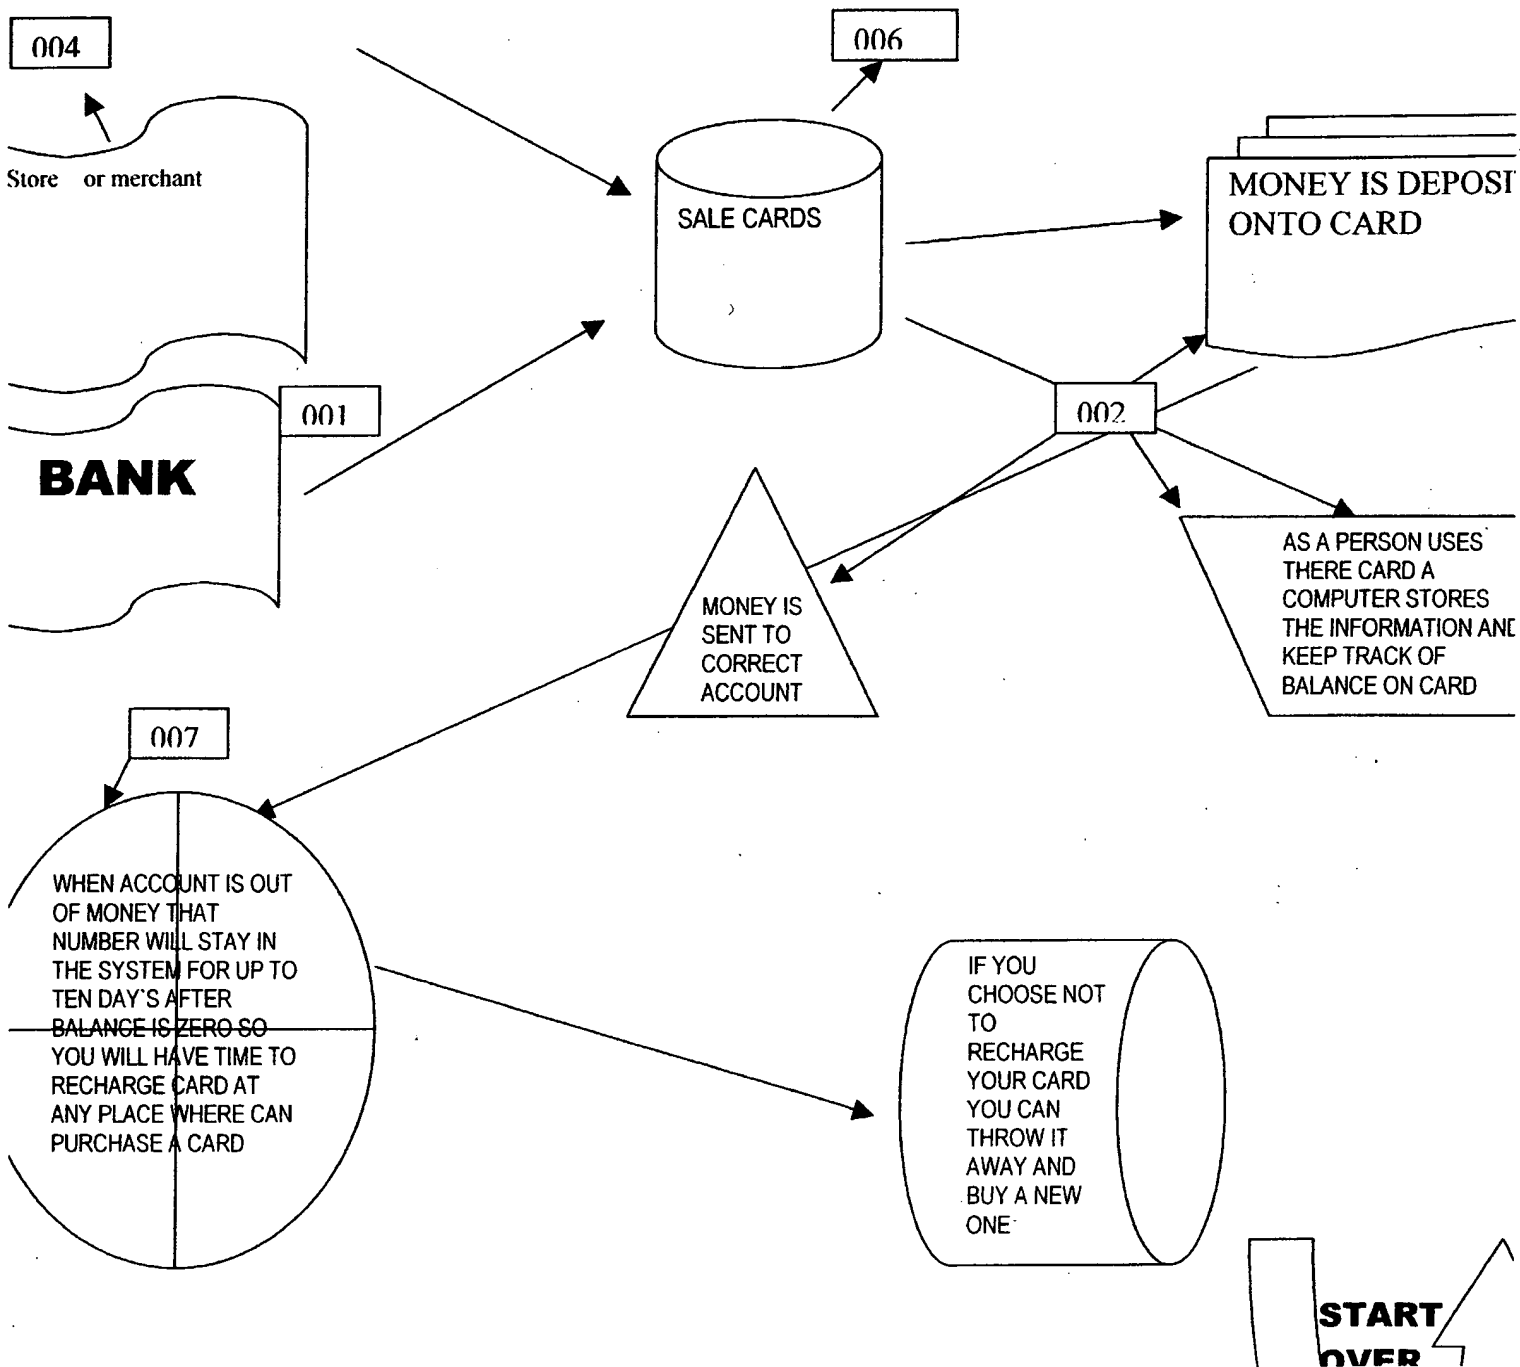 004
006
Store or merchant
SALE CARDS
MONEY IS DEPOSI
ONTO CARD
001
002
BANK
AS A PERSON USES
THERE CARD A
COMPUTER STORES
THE INFORMATION AND
KEEP TRACK OF
BALANCE ON CARD
MONEY IS
SENT TO
CORRECT
ACCOUNT
007
WHEN ACCOUNT IS OUT
OF MONEY THAT
NUMBER WILL STAY IN
THE SYSTEM FOR UP TO
TEN DAY'S AFTER
BALANCE IS ZERO SO
YOU WILL HAVE TIME TO
RECHARGE CARD AT
ANY PLACE WHERE CAN
PURCHASE A CARD
IF YOU
CHOOSE NOT
TO
RECHARGE
YOUR CARD
YOU CAN
THROW IT
AWAY AND
BUY A NEW
ONE
START
OVER